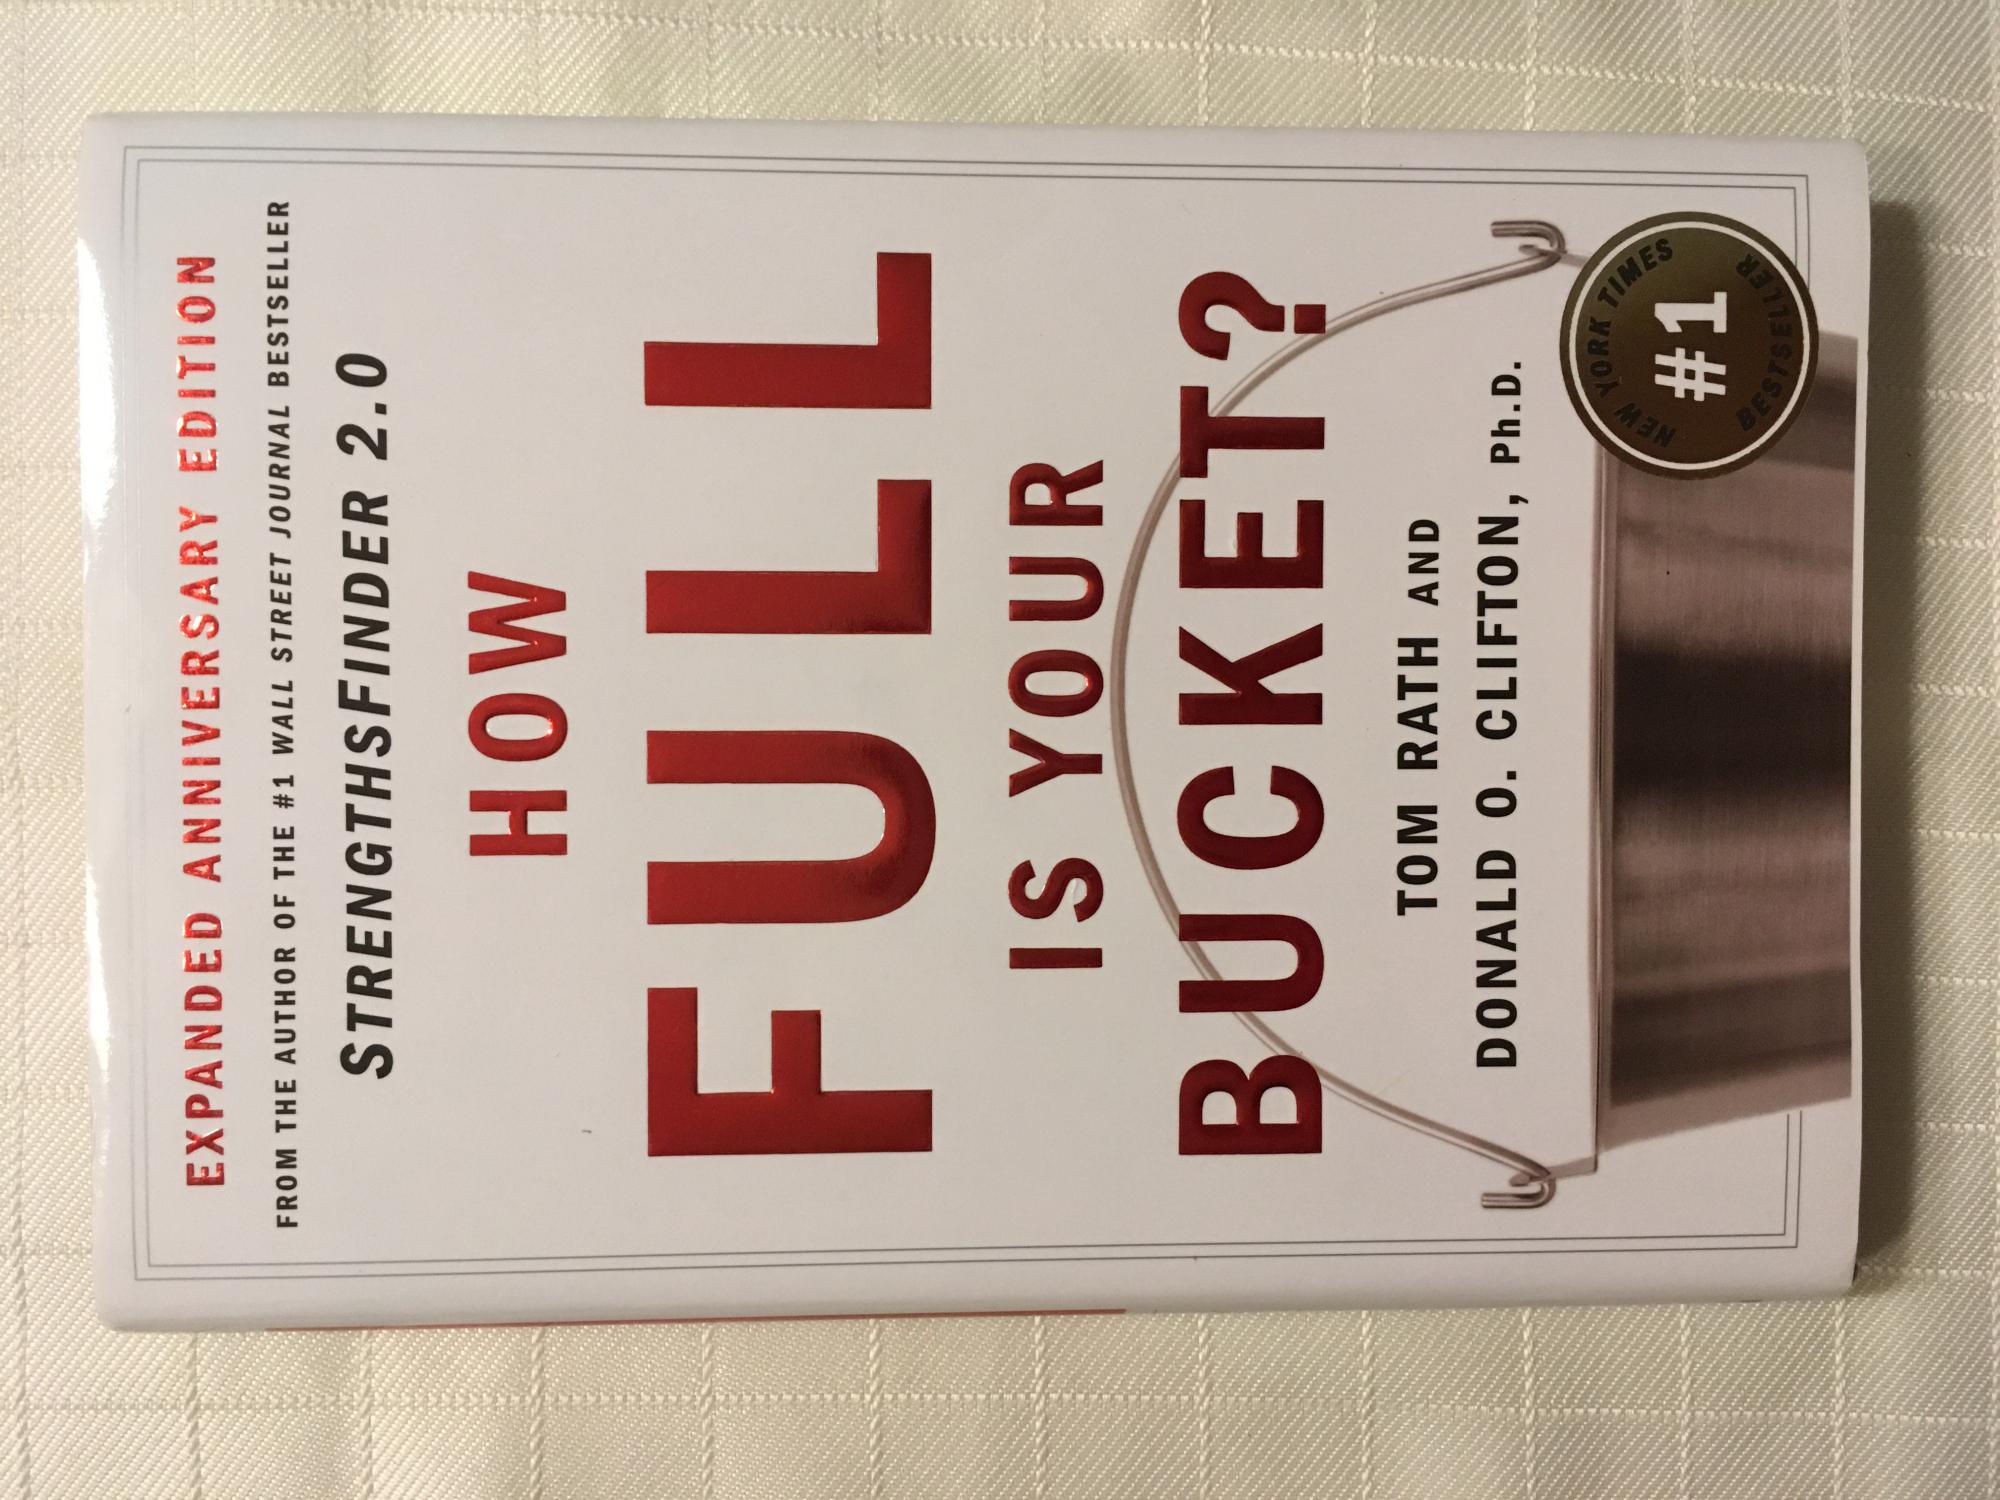 EXPANDED ANNIVERSARY EDITION
FROM THE AUTHOR OF THE #1 WALL STREET JOURNAL BESTSELLER
STRENGTHSFINDER 2.0
HOW
FULL
IS YOUR
BUCKET?
TOM RATH AND
DONALD O. CLIFTON, Ph.D.
NEW YORK TIMES
#1
BESTSELLER